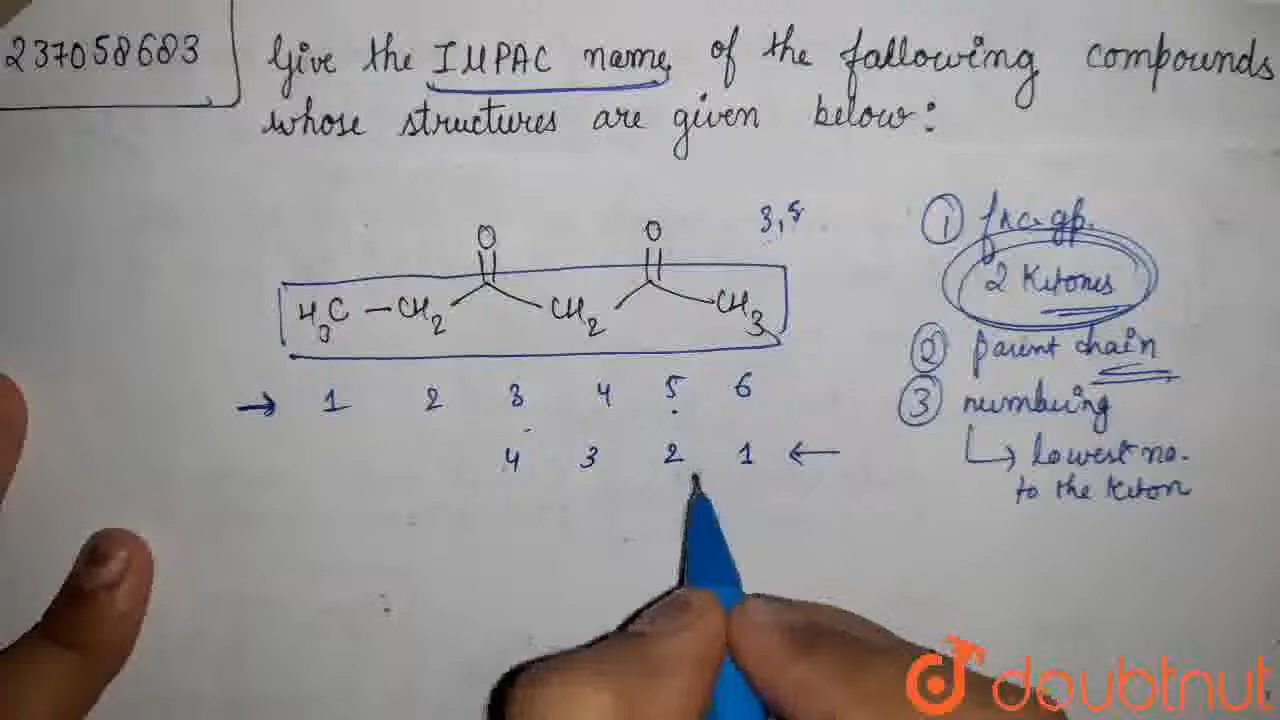 237058683
Give the IUPAC name of the following compounds
whose structures are given below:
3,5
O O
H3C - CH2 CH2 CH3
→ 1 2 3 4 5 6
4 3 2 1 ←
① fxn. gp.
2 Ketones
② parent chain
③ numbering
↳ lowest no.
to the Keton
doubtnut